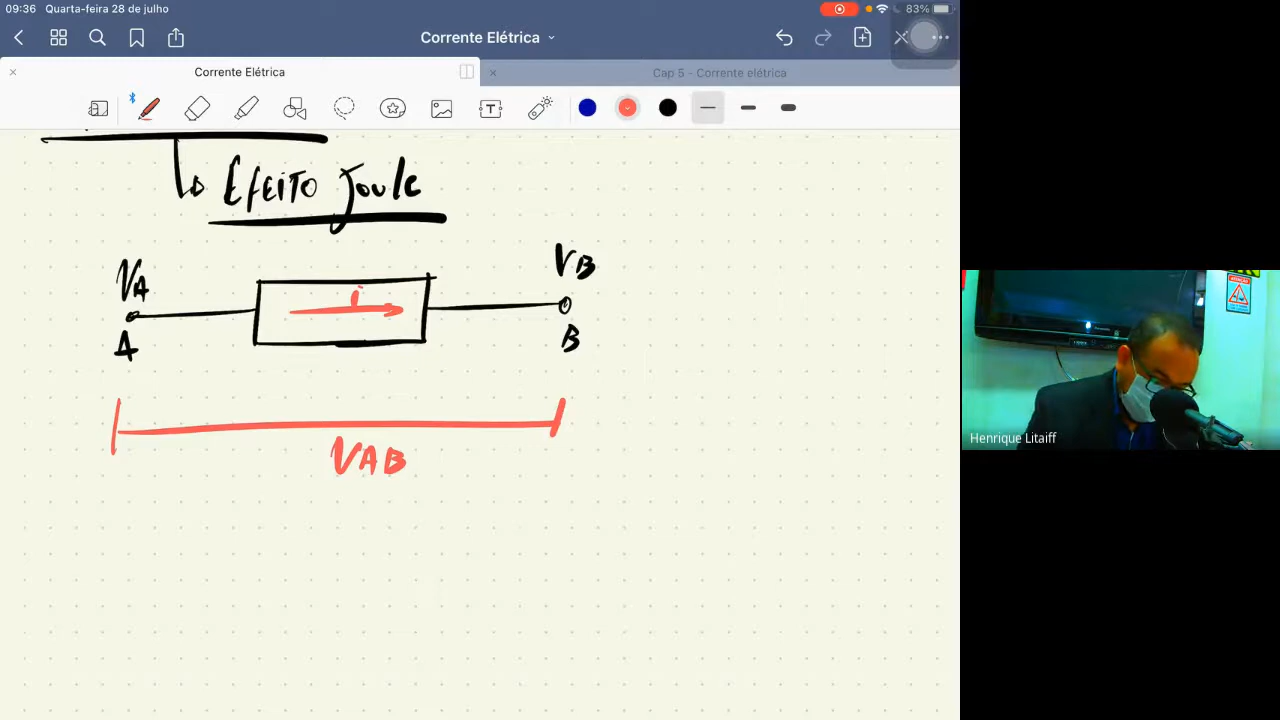 09:36 Quarta-feira 28 de julho
83%
Corrente Elétrica
Corrente Elétrica
Cap 5 - Corrente elétrica
T
EFEITO JOULE
VA
VB
i
A
B
VAB
Henrique Litaiff